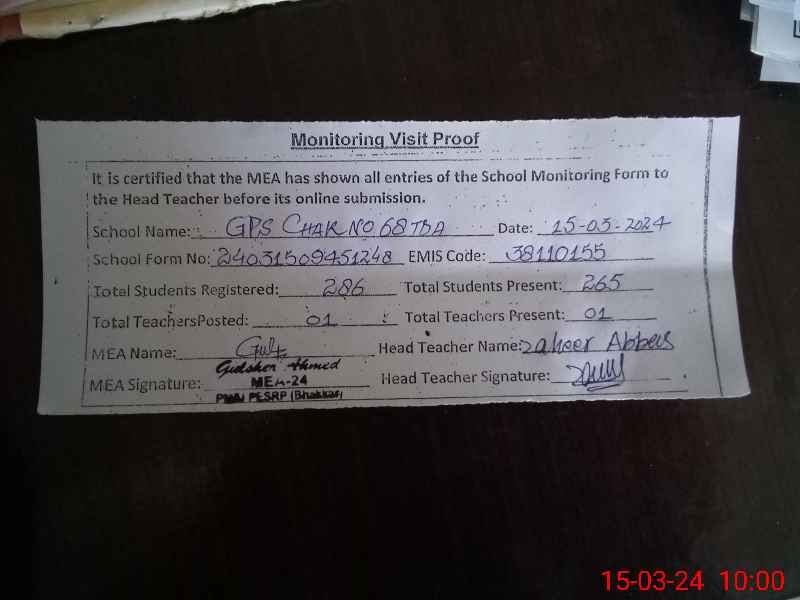 Monitoring Visit Proof
It is certified that the MEA has shown all entries of the School Monitoring Form to
the Head Teacher before its online submission.
School Name: GPS CHAK NO 68 TDA Date: 15-03-2024
School Form No: 24031509451248 EMIS Code: 38110155
Total Students Registered: 286 Total Students Present: 265
Total TeachersPosted: 01 Total Teachers Present: 01
MEA Name: Head Teacher Name: Zaheer Abbas
Gulsher Ahmed
MEA Signature: MEA-24 Head Teacher Signature:
PESRP (Bhakkar)
15-03-24 10:00